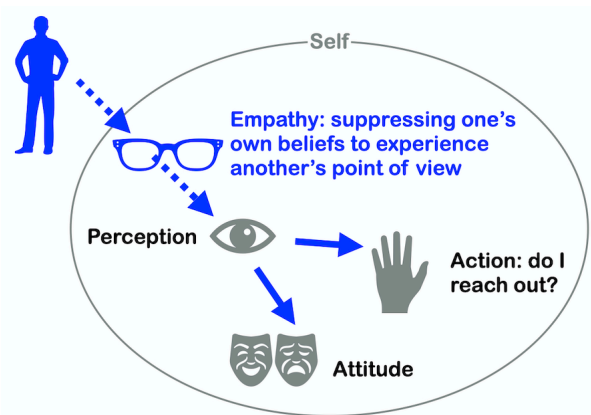 Self
Empathy: suppressing one's
own beliefs to experience
another's point of view
Perception
Action: do I
reach out?
Attitude